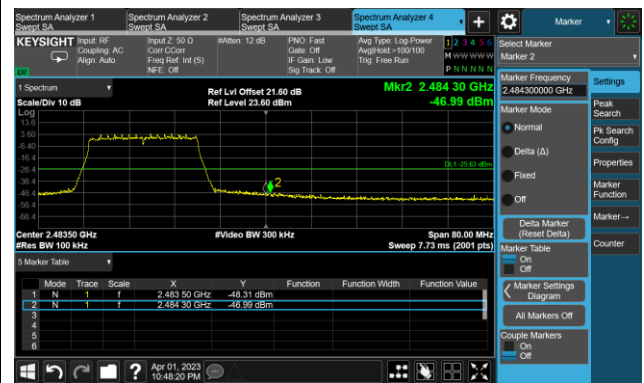 Spectrum Analyzer 1
Swept SA
Spectrum Analyzer 2
Swept SA
Spectrum Analyzer 3
Swept SA
Spectrum Analyzer 4
Swept SA
+
Marker
KEYSIGHT
Input: RF
Coupling: AC
Align: Auto
Input Z: 50 Ω
Corr CCorr
Freq Ref: Int (S)
NFE: Off
#Atten: 12 dB
PNO: Fast
Gate: Off
IF Gain: Low
Sig Track: Off
Avg Type: Log-Power
Avg|Hold:>100/100
Trig: Free Run
1 2 3 4 5 6
M W W W W W
P N N N N N
LXI
Select Marker
Marker 2
1 Spectrum
Scale/Div 10 dB
Log
Ref Lvl Offset 21.60 dB
Ref Level 23.60 dBm
Mkr2 2.484 30 GHz
-46.99 dBm
13.6
3.60
-6.40
-16.4
-26.4
-36.4
-46.4
-56.4
-66.4
DL1 -25.63 dBm
2
Center 2.48350 GHz
#Res BW 100 kHz
#Video BW 300 kHz
Span 80.00 MHz
Sweep 7.73 ms (2001 pts)
5 Marker Table
Mode Trace Scale X Y Function Function Width Function Value
1 N 1 f 2.483 50 GHz -48.31 dBm
2 N 1 f 2.484 30 GHz -46.99 dBm
3
4
5
6
Marker Frequency
2.484300000 GHz
Marker Mode
Normal
Delta (Δ)
Fixed
Off
Delta Marker
(Reset Delta)
Marker Table
On
Off
Marker Settings
Diagram
All Markers Off
Couple Markers
On
Off
Settings
Peak
Search
Pk Search
Config
Properties
Marker
Function
Marker→
Counter
?
Apr 01, 2023
10:48:20 PM